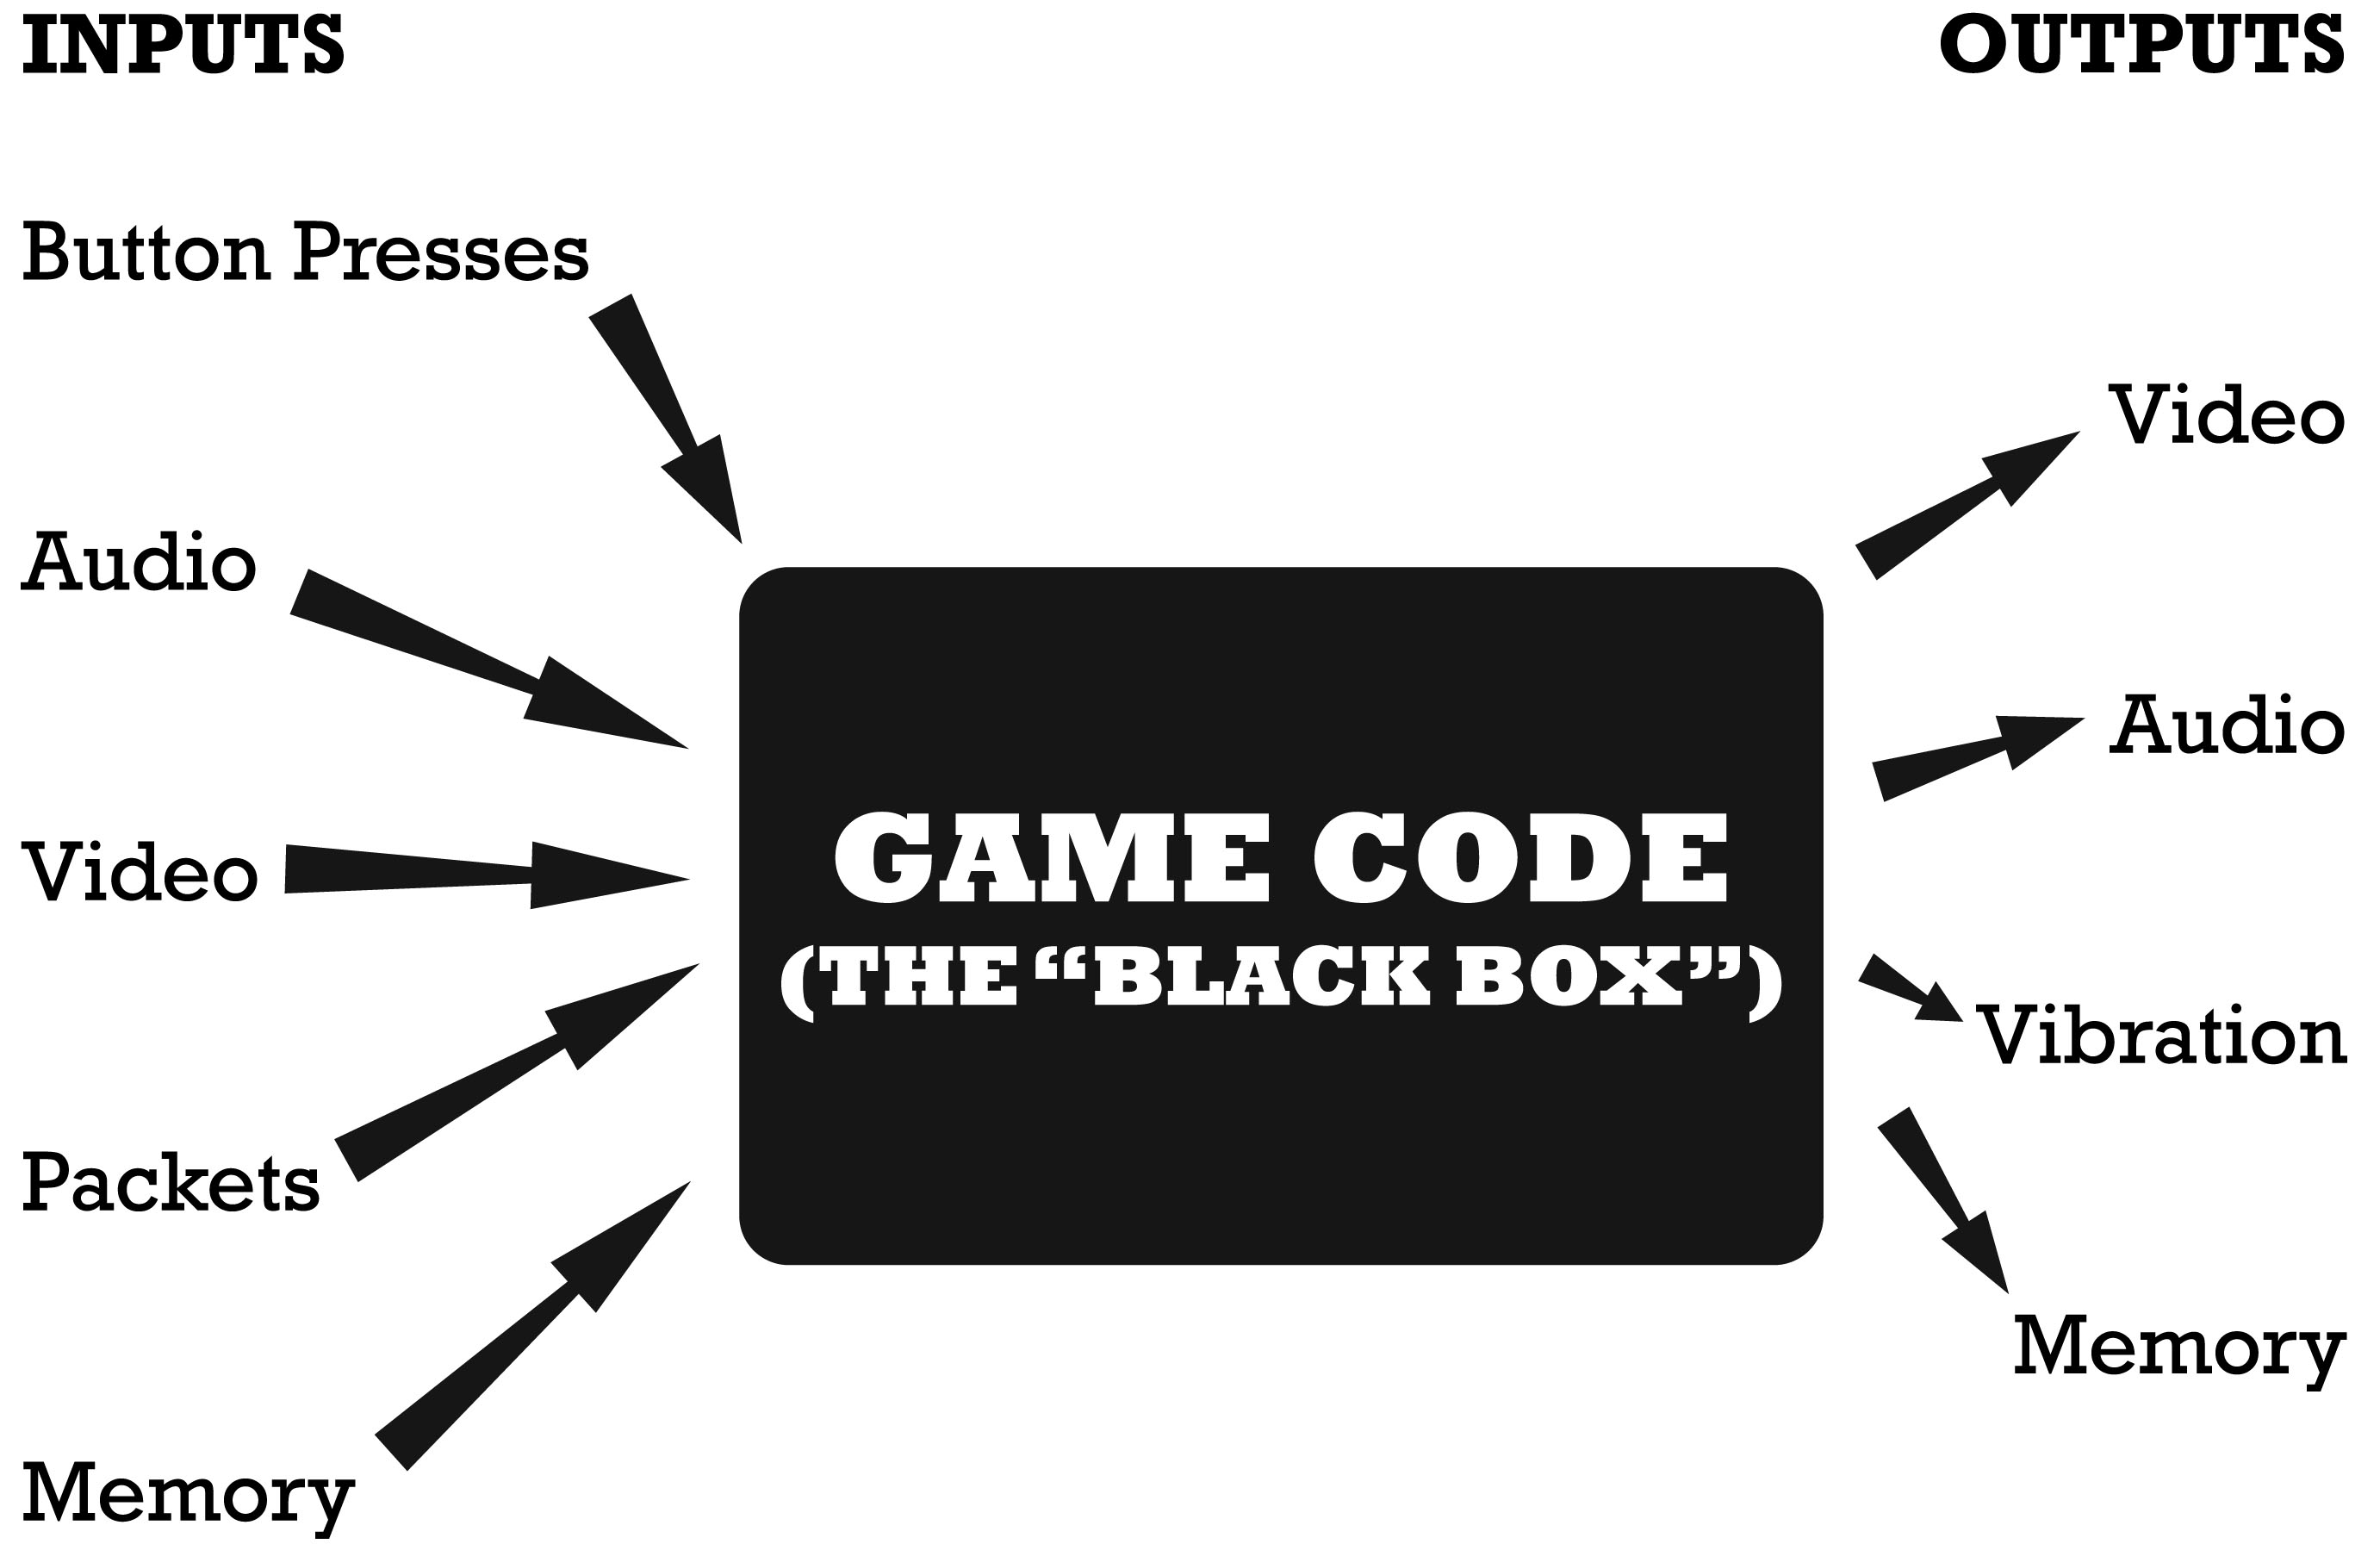 INPUTS
OUTPUTS
Button Presses
Audio
Video
Packets
Memory
GAME CODE
(THE “BLACK BOX”)
Video
Audio
Vibration
Memory